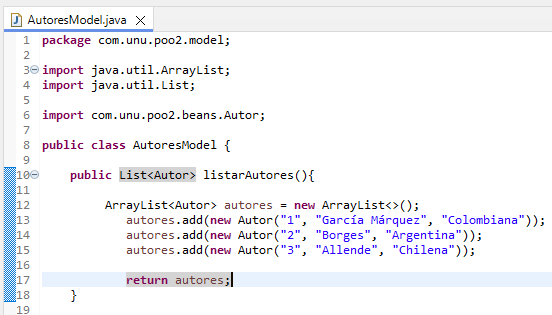 AutoresModel.java
1 package com.unu.poo2.model;
2
3 import java.util.ArrayList;
4 import java.util.List;
5
6 import com.unu.poo2.beans.Autor;
7
8 public class AutoresModel {
9
10 public List<Autor> listarAutores(){
11
12 ArrayList<Autor> autores = new ArrayList<>();
13 autores.add(new Autor("1", "García Márquez", "Colombiana"));
14 autores.add(new Autor("2", "Borges", "Argentina"));
15 autores.add(new Autor("3", "Allende", "Chilena"));
16
17 return autores;
18 }
19